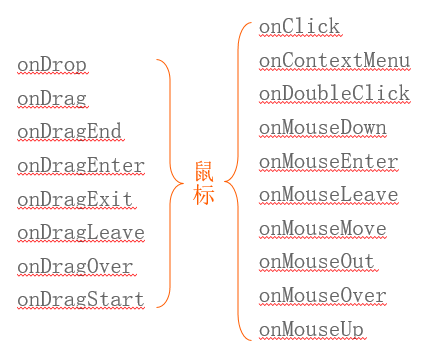 onDrop
onDrag
onDragEnd
onDragEnter
onDragExit
onDragLeave
onDragOver
onDragStart
鼠标
onClick
onContextMenu
onDoubleClick
onMouseDown
onMouseEnter
onMouseLeave
onMouseMove
onMouseOut
onMouseOver
onMouseUp